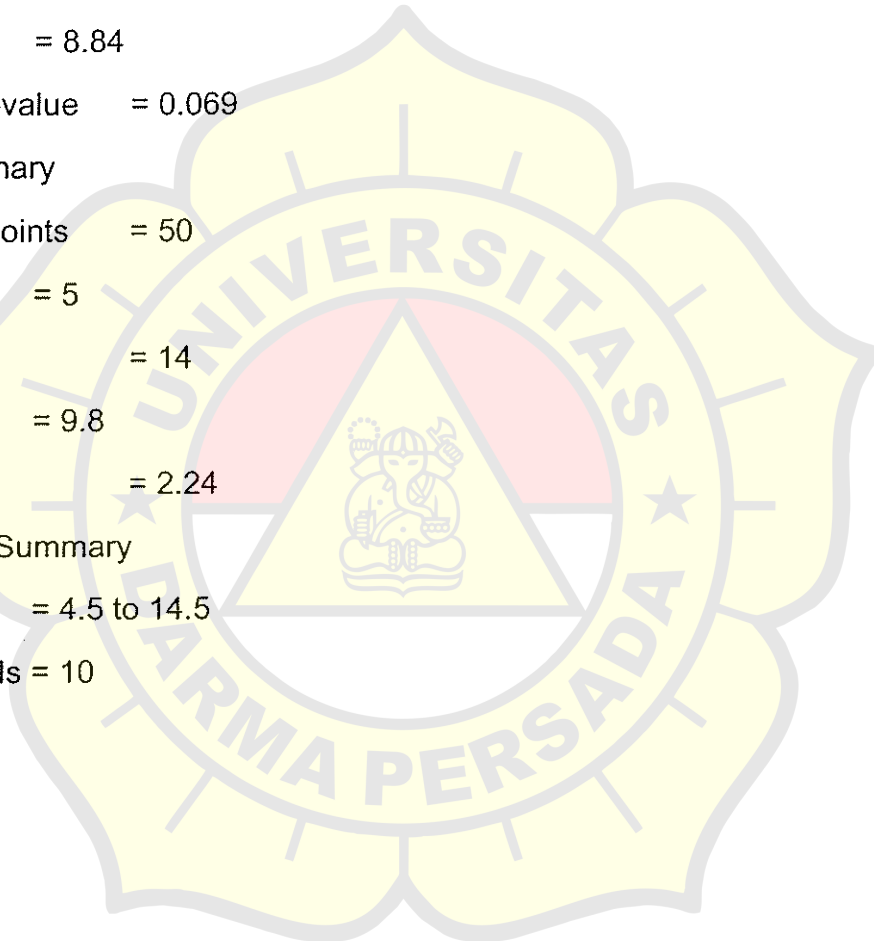 = 8.84
-value = 0.069
nary
oints = 50
= 5
= 14
= 9.8
= 2.24
Summary
= 4.5 to 14.5
ls = 10
UNIVERSITAS
DARMA PERSADA